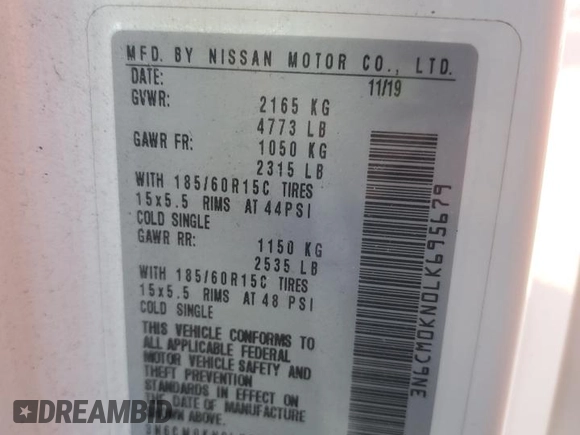 MFD. BY NISSAN MOTOR CO., LTD.
DATE: 11/19
GVWR: 2165 KG
4773 LB
GAWR FR: 1050 KG
2315 LB
WITH 185/60R15C TIRES
15x5.5 RIMS AT 44PSI
COLD SINGLE
GAWR RR: 1150 KG
2535 LB
WITH 185/60R15C TIRES
15x5.5 RIMS AT 48 PSI
COLD SINGLE
THIS VEHICLE CONFORMS TO
ALL APPLICABLE FEDERAL
MOTOR VEHICLE SAFETY AND
THEFT PREVENTION
STANDARDS IN EFFECT ON
DATE OF MANUFACTURE
SHOWN ABOVE.
3N6CM0KN0LK695679
DREAMBID